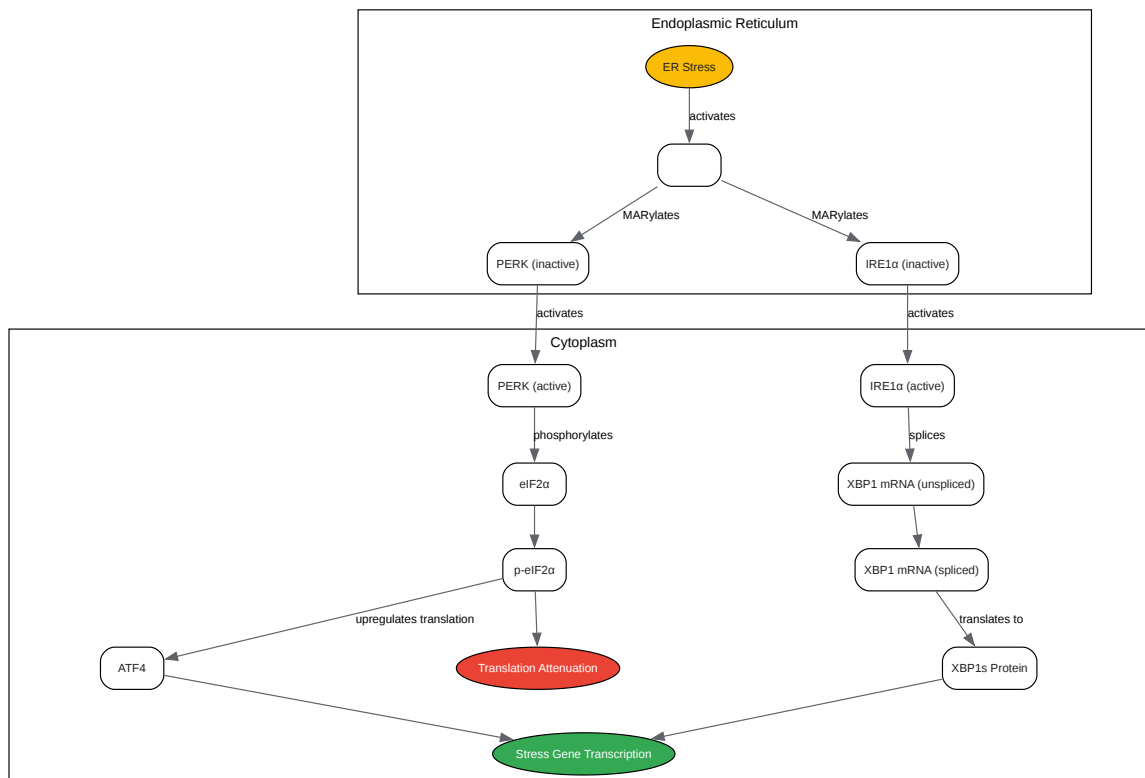 Endoplasmic Reticulum
ER Stress
activates
MARylates
MARylates
PERK (inactive)
IRE1α (inactive)
activates
activates
Cytoplasm
PERK (active)
IRE1α (active)
phosphorylates
splices
eIF2α
XBP1 mRNA (unspliced)
p-eIF2α
XBP1 mRNA (spliced)
upregulates translation
translates to
ATF4
Translation Attenuation
XBP1s Protein
Stress Gene Transcription